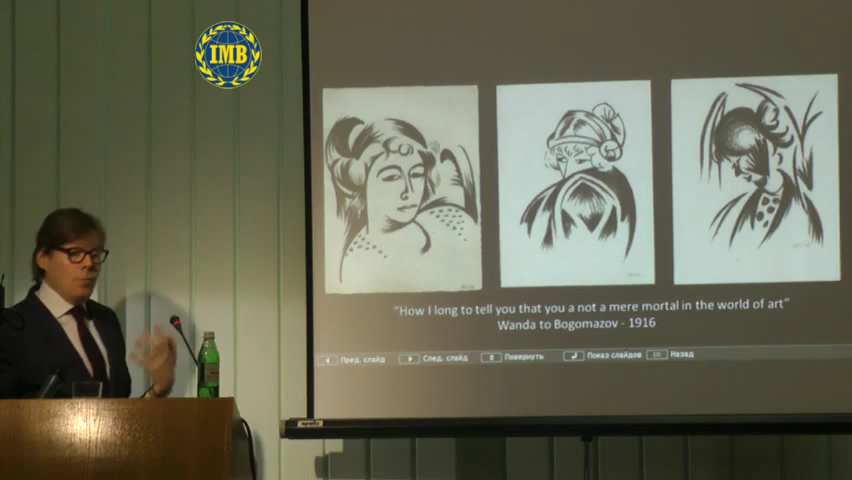 IMB
"How I long to tell you that you a not a mere mortal in the world of art"
Wanda to Bogomazov - 1916
Пред. слайд След. слайд Повернуть Показ слайдов Назад